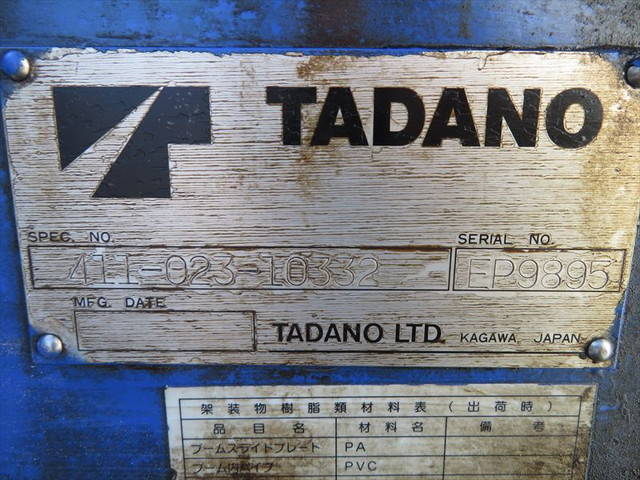 TADANO
SPEC. NO. SERIAL NO.
411-023-10332 EP9895
MFG. DATE
TADANO LTD. KAGAWA, JAPAN
架装物樹脂類材料表(出荷時)
品目名 材料名 備考
ブームスライドプレート PA
ブーム内パイプ PVC